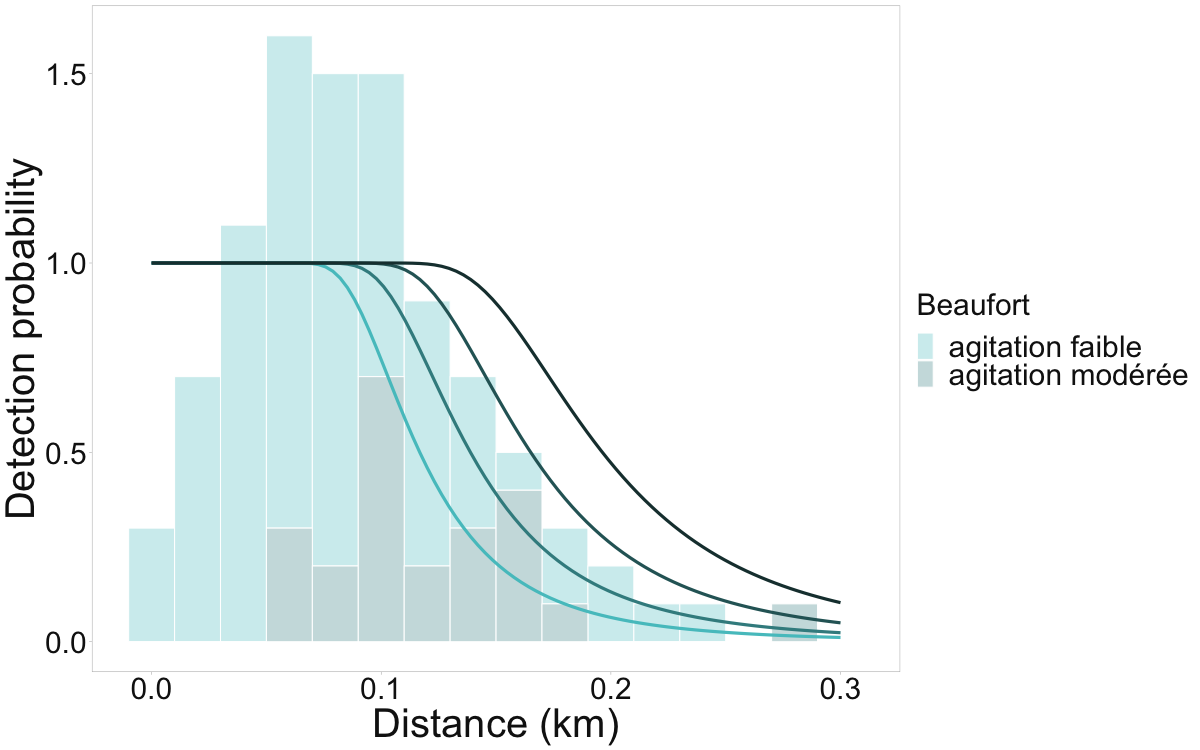 Detection probability
1.5
1.0
0.5
0.0
0.0 0.1 0.2 0.3
Distance (km)
Beaufort
agitation faible
agitation modérée